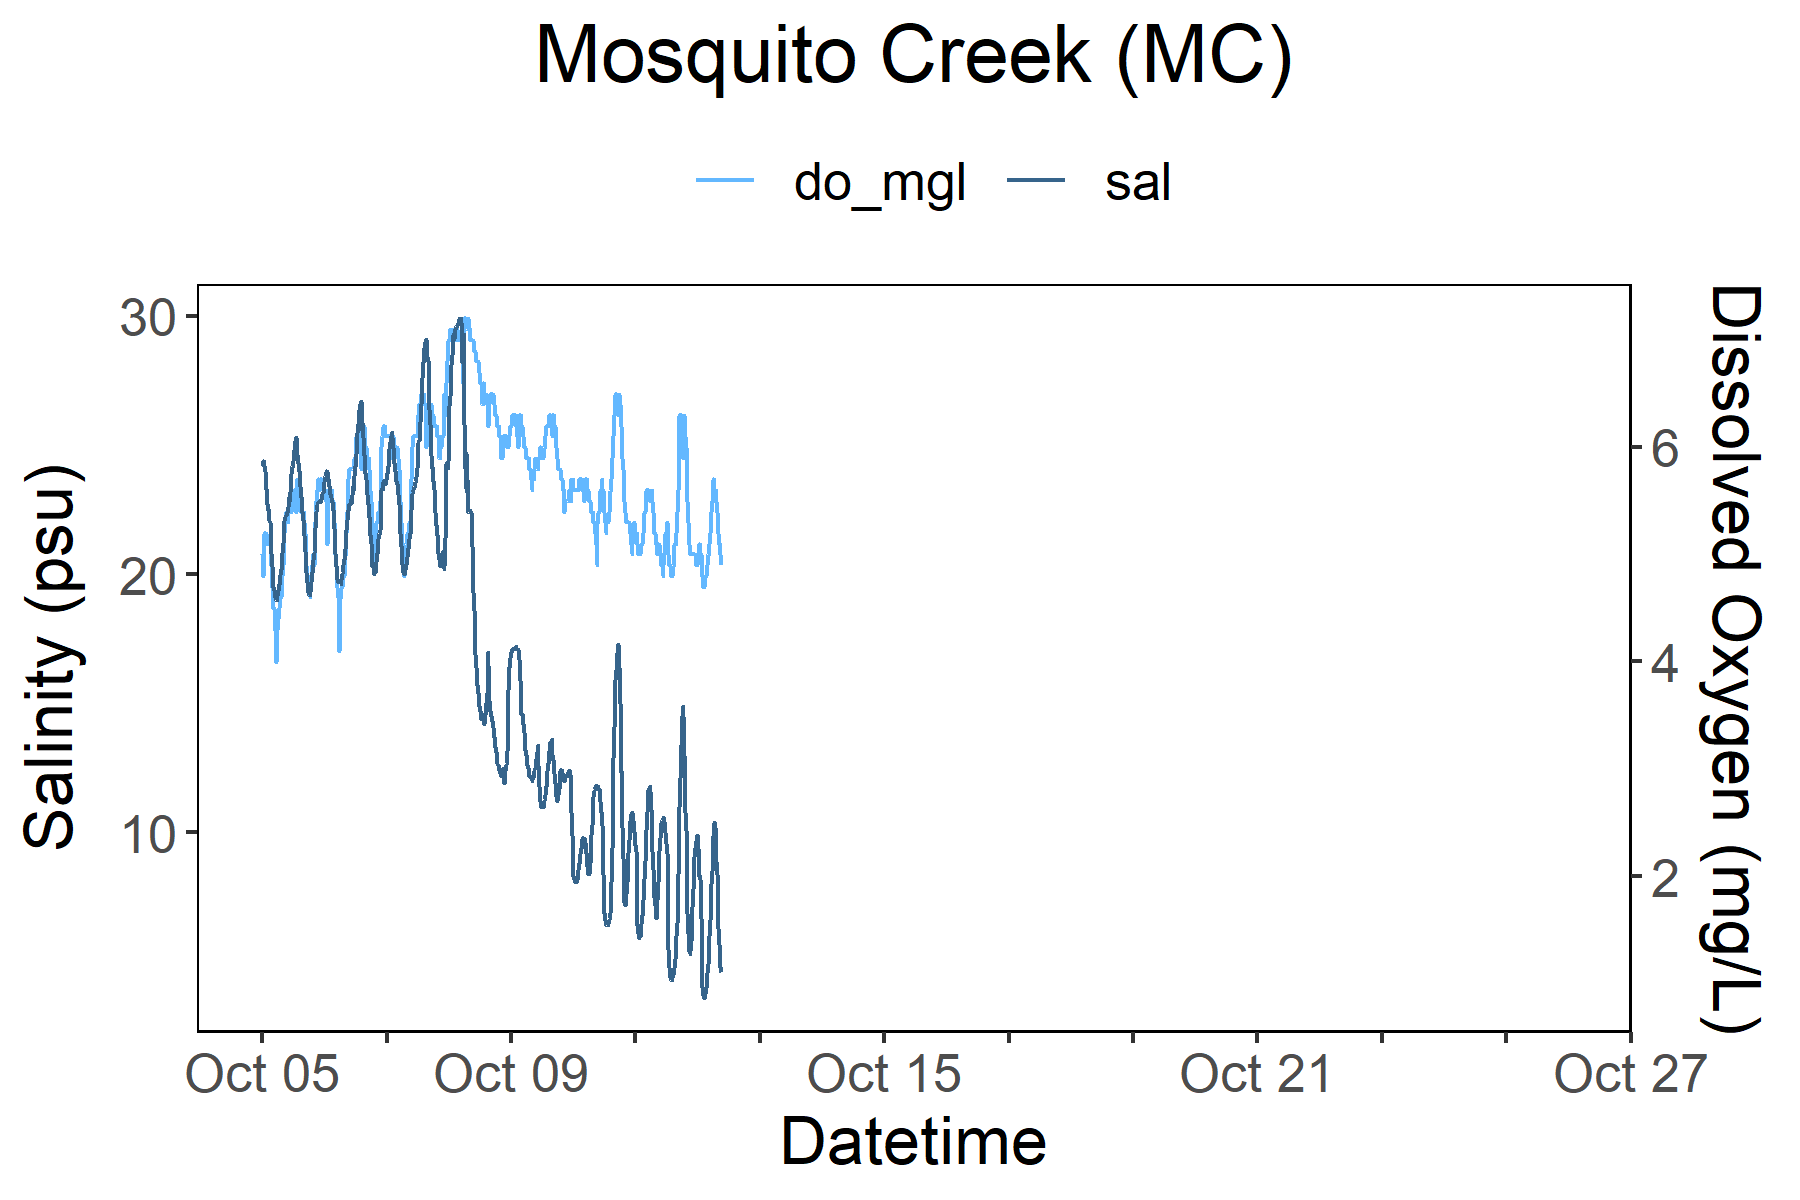 Mosquito Creek (MC)
do_mgl sal
Salinity (psu)
30
20
10
Dissolved Oxygen (mg/L)
6
4
2
Oct 05 Oct 09 Oct 15 Oct 21 Oct 27
Datetime